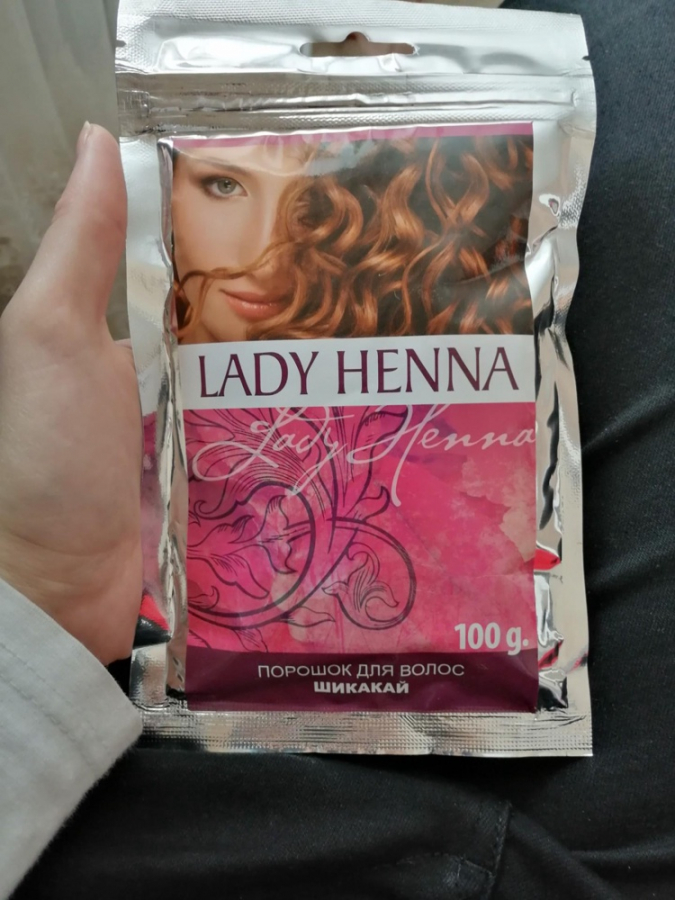 LADY HENNA
Lady Henna
100 g.
ПОРОШОК ДЛЯ ВОЛОС
ШИКАКАЙ